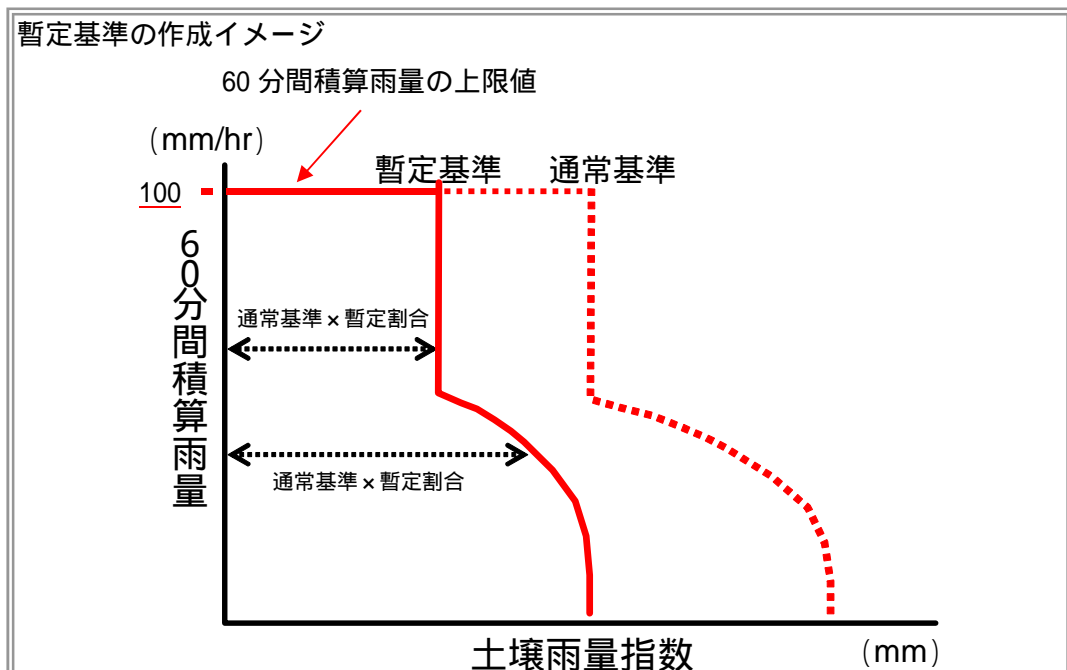 暫定基準の作成イメージ
60 分間積算雨量の上限値
(mm/hr)
暫定基準 通常基準
100
60分間積算雨量
通常基準×暫定割合
通常基準×暫定割合
土壌雨量指数 (mm)